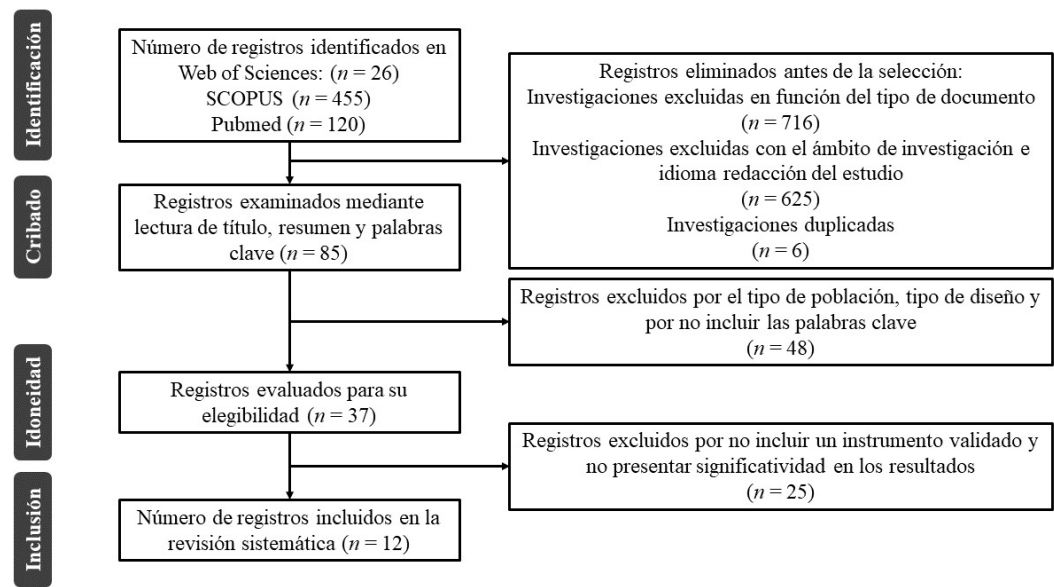 Identificación
Número de registros identificados en
Web of Sciences: (n = 26)
SCOPUS (n = 455)
Pubmed (n = 120)
Registros eliminados antes de la selección:
Investigaciones excluidas en función del tipo de documento
(n = 716)
Investigaciones excluidas con el ámbito de investigación e
idioma redacción del estudio
(n = 625)
Investigaciones duplicadas
(n = 6)
Cribado
Registros examinados mediante
lectura de título, resumen y palabras
clave (n = 85)
Registros excluidos por el tipo de población, tipo de diseño y
por no incluir las palabras clave
(n = 48)
Idoneidad
Registros evaluados para su
elegibilidad (n = 37)
Registros excluidos por no incluir un instrumento validado y
no presentar significatividad en los resultados
(n = 25)
Inclusión
Número de registros incluidos en la
revisión sistemática (n = 12)